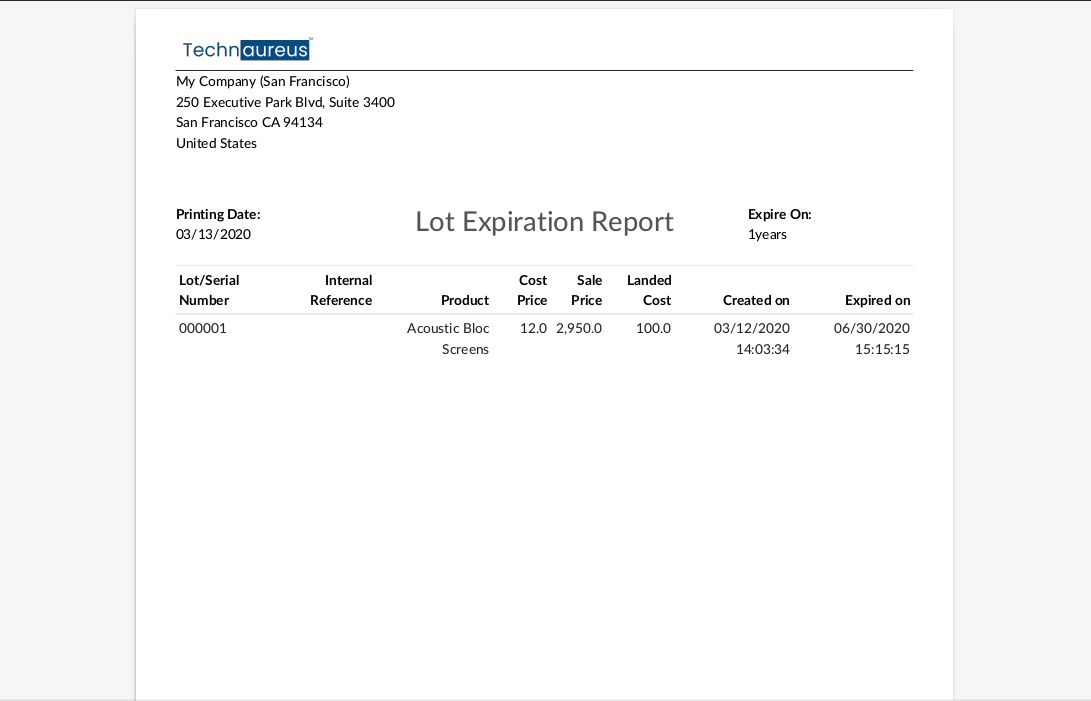 Technaureus™
My Company (San Francisco)
250 Executive Park Blvd, Suite 3400
San Francisco CA 94134
United States
Printing Date:
03/13/2020
Lot Expiration Report
Expire On:
1years
Lot/Serial Number Internal Reference Product Cost Price Sale Price Landed Cost Created on Expired on
000001 Acoustic Bloc Screens 12.0 2,950.0 100.0 03/12/2020 14:03:34 06/30/2020 15:15:15